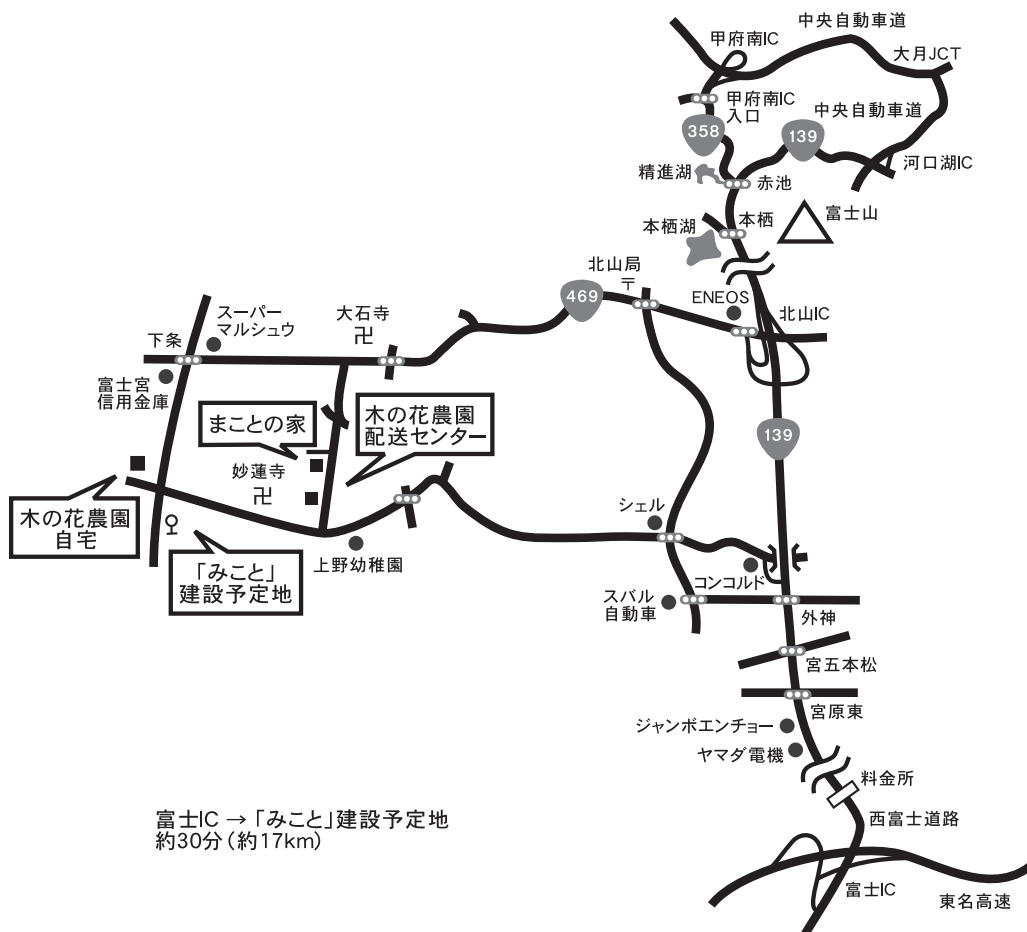 中央自動車道
甲府南IC
大月JCT
甲府南IC
入口
中央自動車道
358
139
河口湖IC
精進湖
赤池
富士山
本栖湖
本栖
北山局
〒
469
ENEOS
北山IC
スーパー
マルシュウ
大石寺
卍
下条
富士宮
信用金庫
まことの家
木の花農園
配送センター
139
妙蓮寺
卍
木の花農園
自宅
「みこと」
建設予定地
上野幼稚園
シェル
コンコルド
スバル
自動車
外神
宮五本松
宮原東
ジャンボエンチョー
ヤマダ電機
料金所
西富士道路
富士IC → 「みこと」建設予定地
約30分（約17km）
富士IC
東名高速